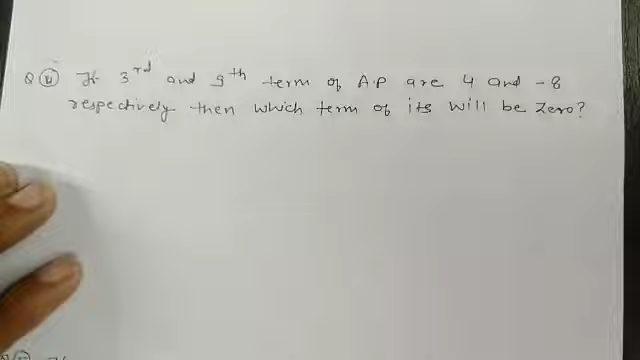 Q (4) If 3rd and 9th term of A.P are 4 and -8
respectively then which term of its will be zero?